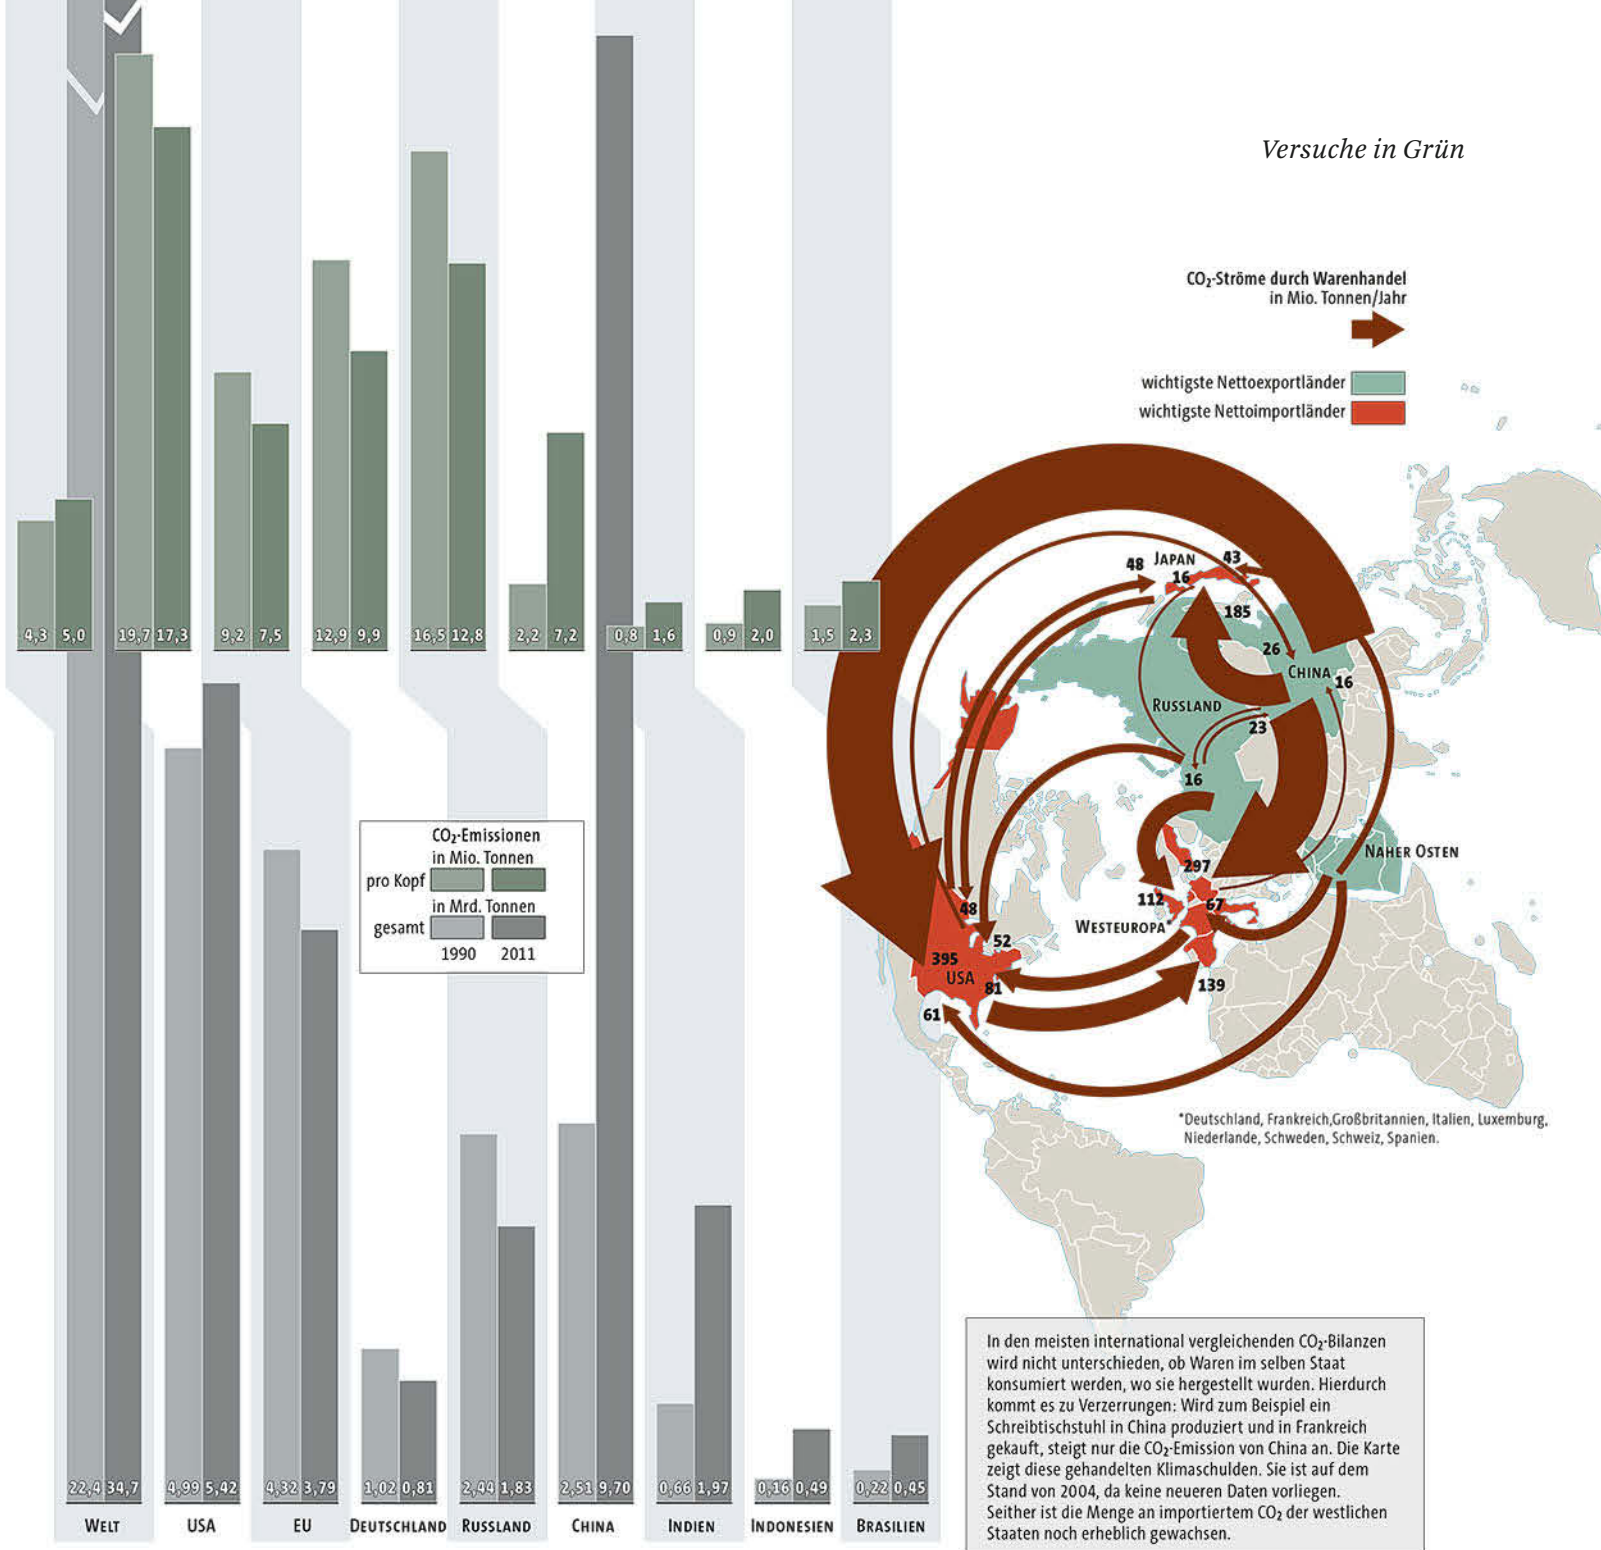 Versuche in Grün
CO₂-Ströme durch Warenhandel
in Mio. Tonnen/Jahr
wichtigste Nettoexportländer
wichtigste Nettoimportländer
4,3 5,0 19,7 17,3 9,2 7,5 12,9 9,9 16,5 12,8 2,2 7,2 0,8 1,6 0,9 2,0 1,5 2,3
CO₂-Emissionen
in Mio. Tonnen
pro Kopf
in Mrd. Tonnen
gesamt
1990 2011
22,4 34,7 4,99 5,42 4,32 3,79 1,02 0,81 2,44 1,83 2,51 9,70 0,66 1,97 0,16 0,49 0,22 0,45
WELT USA EU DEUTSCHLAND RUSSLAND CHINA INDIEN INDONESIEN BRASILIEN
48 JAPAN 43
16
185
26
CHINA 16
RUSSLAND
23
16
NAHER OSTEN
297
112 67
48
WESTEUROPA*
52
395
USA 81
139
61
*Deutschland, Frankreich,Großbritannien, Italien, Luxemburg,
Niederlande, Schweden, Schweiz, Spanien.
In den meisten international vergleichenden CO₂-Bilanzen
wird nicht unterschieden, ob Waren im selben Staat
konsumiert werden, wo sie hergestellt wurden. Hierdurch
kommt es zu Verzerrungen: Wird zum Beispiel ein
Schreibtischstuhl in China produziert und in Frankreich
gekauft, steigt nur die CO₂-Emission von China an. Die Karte
zeigt diese gehandelten Klimaschulden. Sie ist auf dem
Stand von 2004, da keine neueren Daten vorliegen.
Seither ist die Menge an importiertem CO₂ der westlichen
Staaten noch erheblich gewachsen.